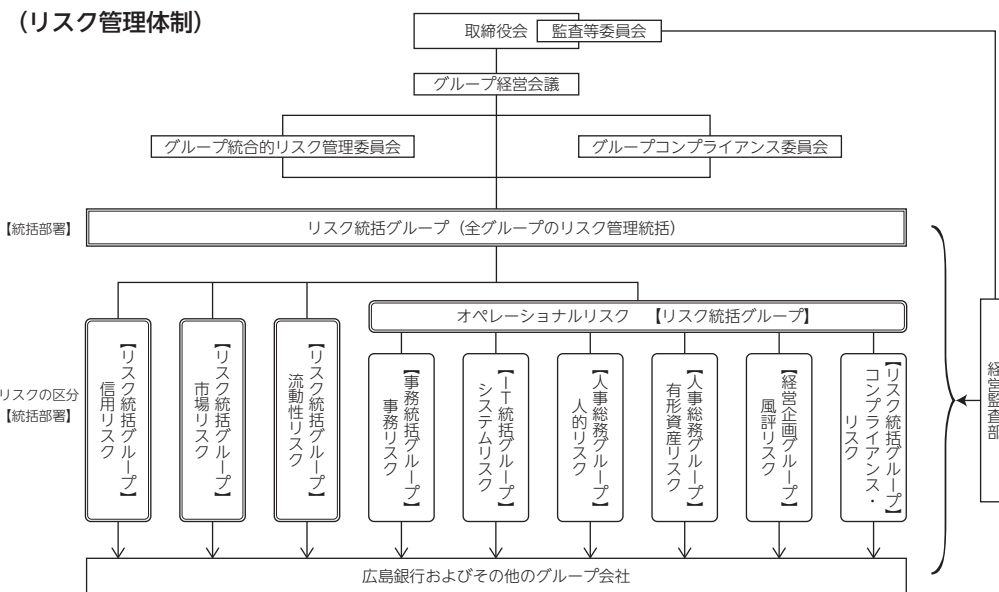 （リスク管理体制）
取締役会
監査等委員会
グループ経営会議
グループ統合的リスク管理委員会
グループコンプライアンス委員会
【統括部署】
リスク統括グループ（全グループのリスク管理統括）
オペレーショナルリスク　【リスク統括グループ】
リスクの区分
【統括部署】
信用リスク
【リスク統括グループ】
市場リスク
【リスク統括グループ】
流動性リスク
【リスク統括グループ】
事務リスク
【事務統括グループ】
システムリスク
【IT統括グループ】
人的リスク
【人事総務グループ】
有形資産リスク
【人事総務グループ】
風評リスク
【経営企画グループ】
コンプライアンス・
リスク
【リスク統括グループ】
経営監査部
広島銀行およびその他のグループ会社